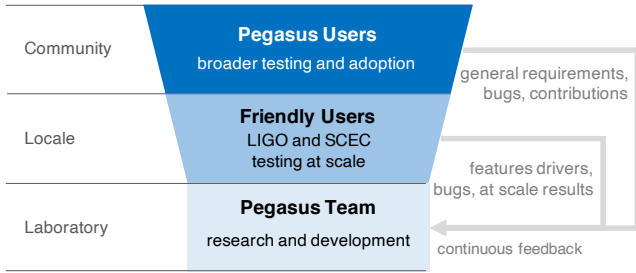 Community
Pegasus Users
broader testing and adoption
general requirements,
bugs, contributions
Locale
Friendly Users
LIGO and SCEC
testing at scale
features drivers,
bugs, at scale results
Laboratory
Pegasus Team
research and development
continuous feedback